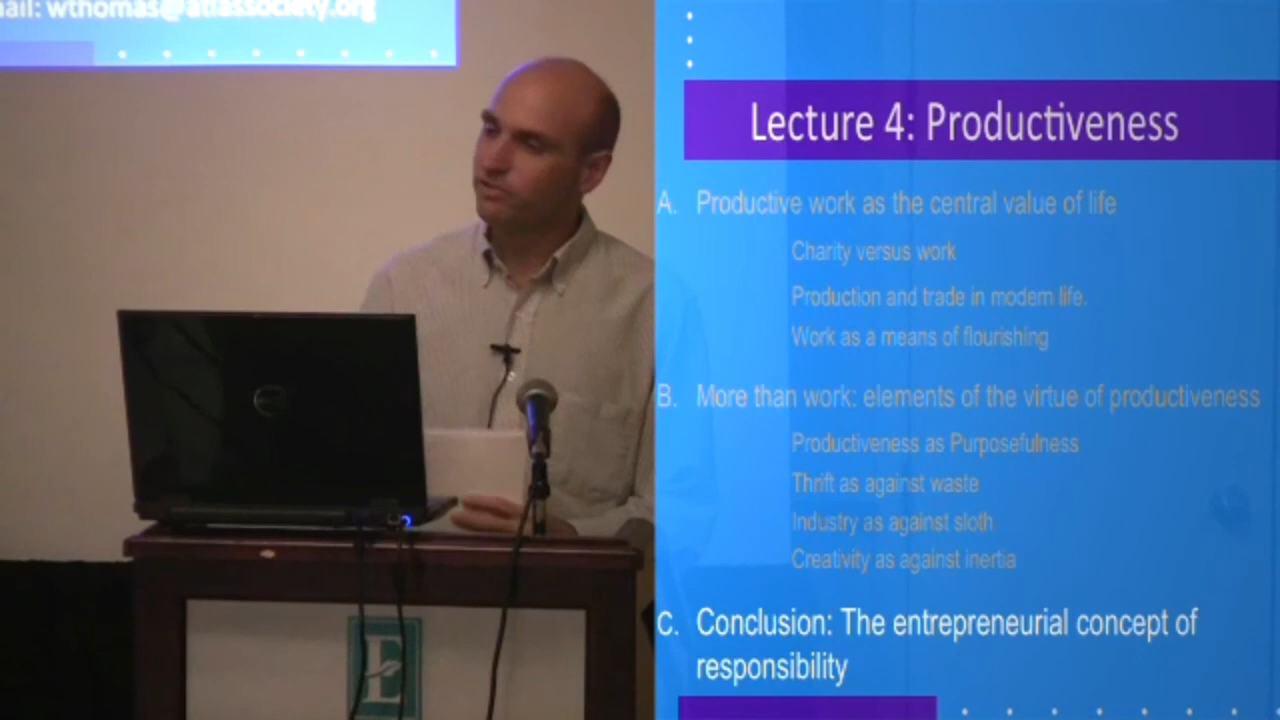 ail: wthomas@atlassociety.org
Lecture 4: Productiveness
A. Productive work as the central value of life
Charity versus work
Production and trade in modern life.
Work as a means of flourishing
B. More than work: elements of the virtue of productiveness
Productiveness as Purposefulness
Thrift as against waste
Industry as against sloth
Creativity as against inertia
C. Conclusion: The entrepreneurial concept of
responsibility
E